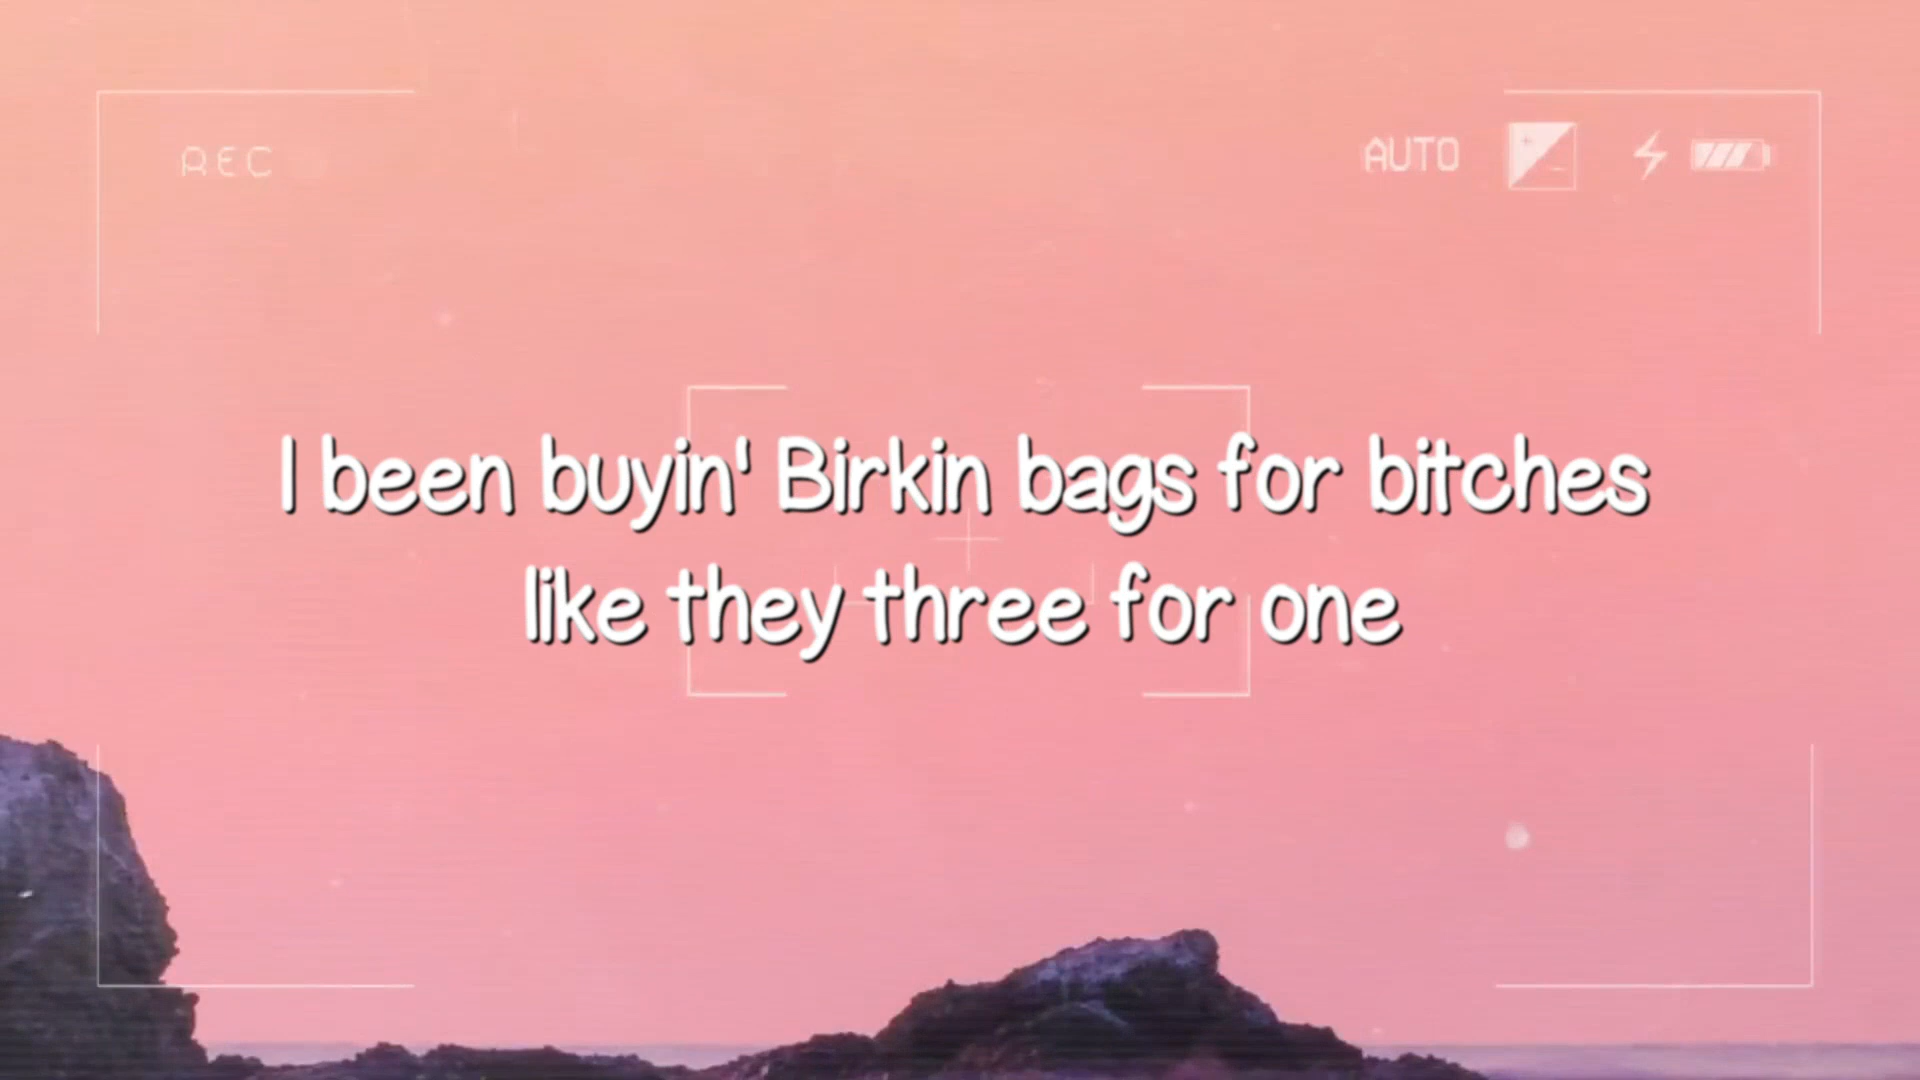 REC
AUTO
I been buyin' Birkin bags for bitches
like they three for one